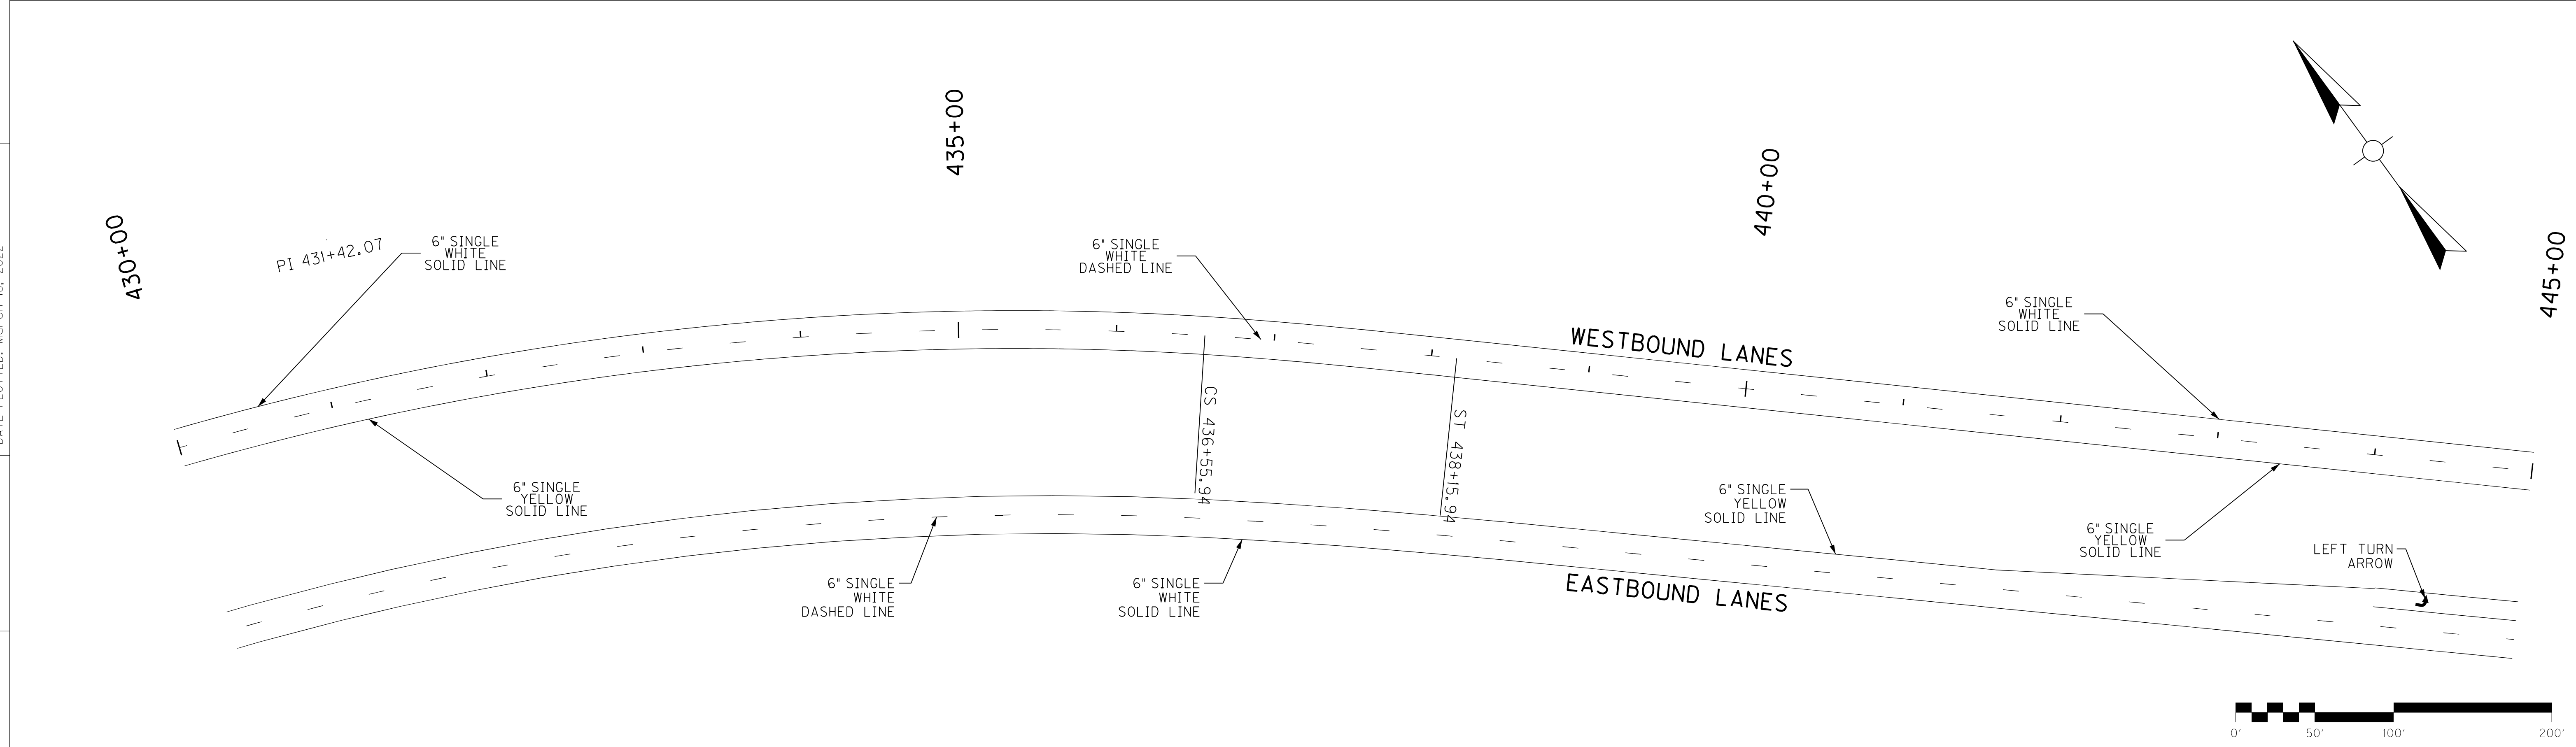 430+00
PI 431+42.07
6" SINGLE
WHITE
SOLID LINE
435+00
6" SINGLE
WHITE
DASHED LINE
440+00
445+00
6" SINGLE
WHITE
SOLID LINE
WESTBOUND LANES
CS 436+55.94
ST 438+15.94
6" SINGLE
YELLOW
SOLID LINE
6" SINGLE
YELLOW
SOLID LINE
6" SINGLE
YELLOW
SOLID LINE
LEFT TURN
ARROW
6" SINGLE
WHITE
DASHED LINE
6" SINGLE
WHITE
SOLID LINE
EASTBOUND LANES
0' 50' 100' 200'